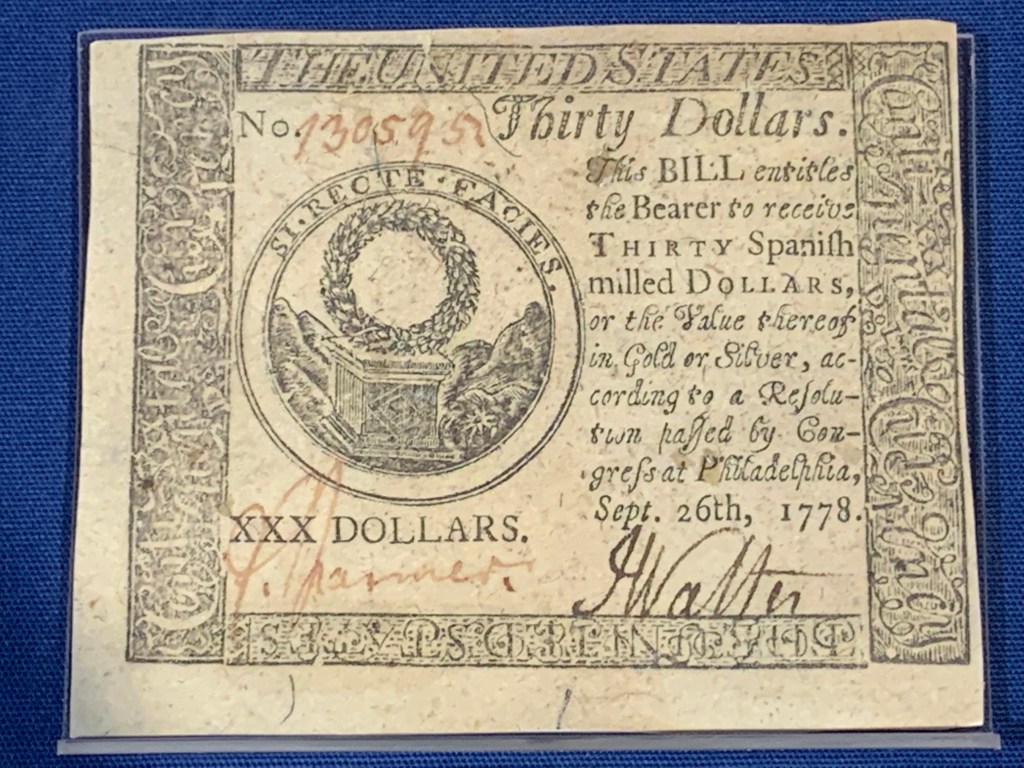 THE UNITED STATES
No. 130595
Thirty Dollars.
SI·RECTE·FACIES.
This BILL entitles
the Bearer to receive
THIRTY Spaniſh
milled DOLLARS,
or the Value thereof
in Gold or Silver, ac-
cording to a Reſolu-
tion paſſed by Con-
greſs at Philadelphia,
Sept. 26th, 1778.
XXX DOLLARS.
J Walter